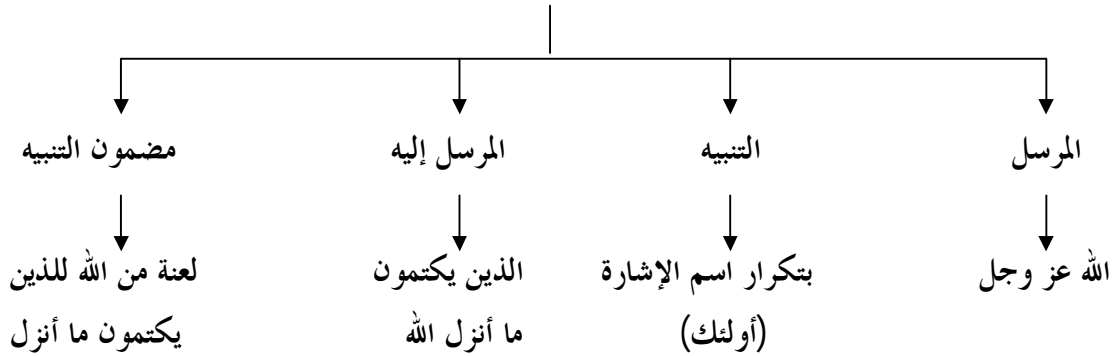 المرسل
التنبيه
المرسل إليه
مضمون التنبيه
الله عز وجل
بتكرار اسم الإشارة
(أولئك)
الذين يكتمون
ما أنزل الله
لعنة من الله للذين
يكتمون ما أنزل